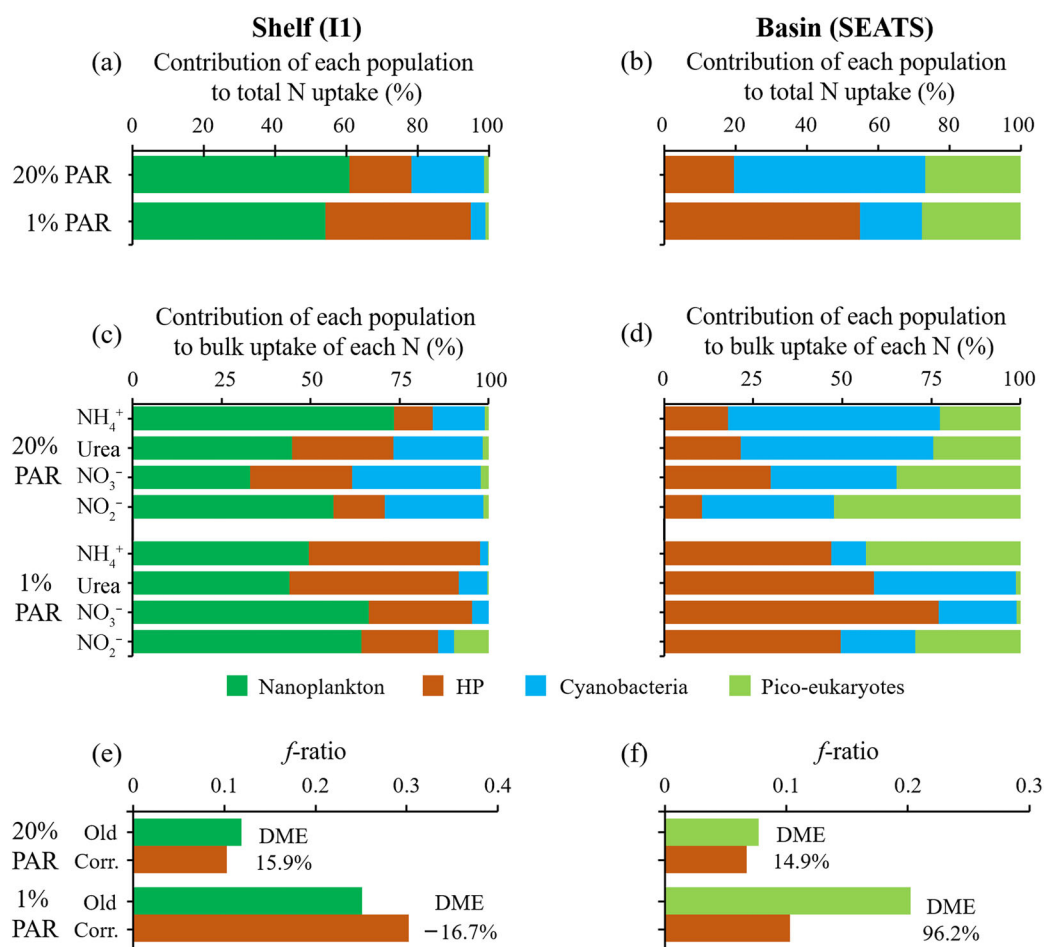 Shelf (I1)
Basin (SEATS)
(a) Contribution of each population
to total N uptake (%)
0 20 40 60 80 100
20% PAR
1% PAR
(b) Contribution of each population
to total N uptake (%)
0 20 40 60 80 100
(c) Contribution of each population
to bulk uptake of each N (%)
0 25 50 75 100
20%
PAR
NH₄⁺
Urea
NO₃⁻
NO₂⁻
1%
PAR
NH₄⁺
Urea
NO₃⁻
NO₂⁻
(d) Contribution of each population
to bulk uptake of each N (%)
0 25 50 75 100
Nanoplankton HP Cyanobacteria Pico-eukaryotes
(e) f-ratio
0 0.1 0.2 0.3 0.4
20%
PAR
Old
Corr.
DME
15.9%
1%
PAR
Old
Corr.
DME
−16.7%
(f) f-ratio
0 0.1 0.2 0.3
DME
14.9%
DME
96.2%